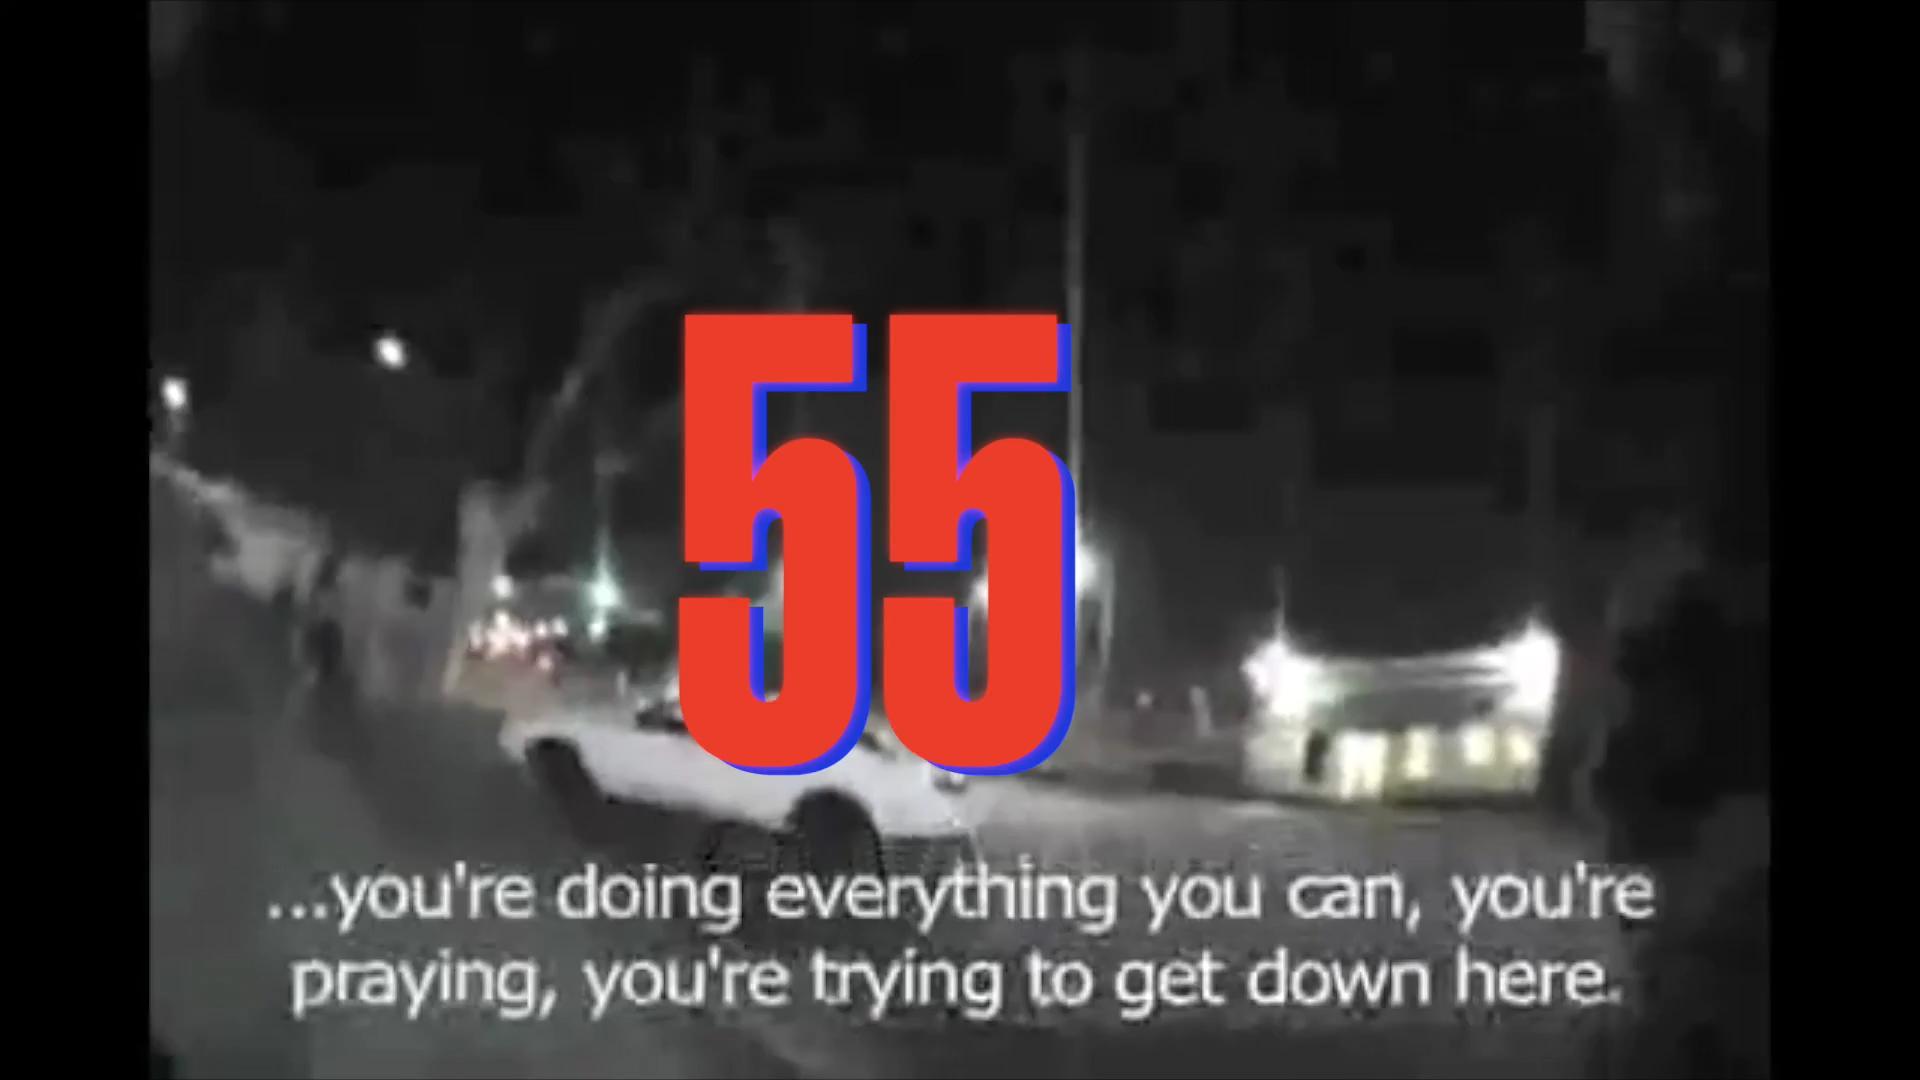 55
...you're doing everything you can, you're
praying, you're trying to get down here.